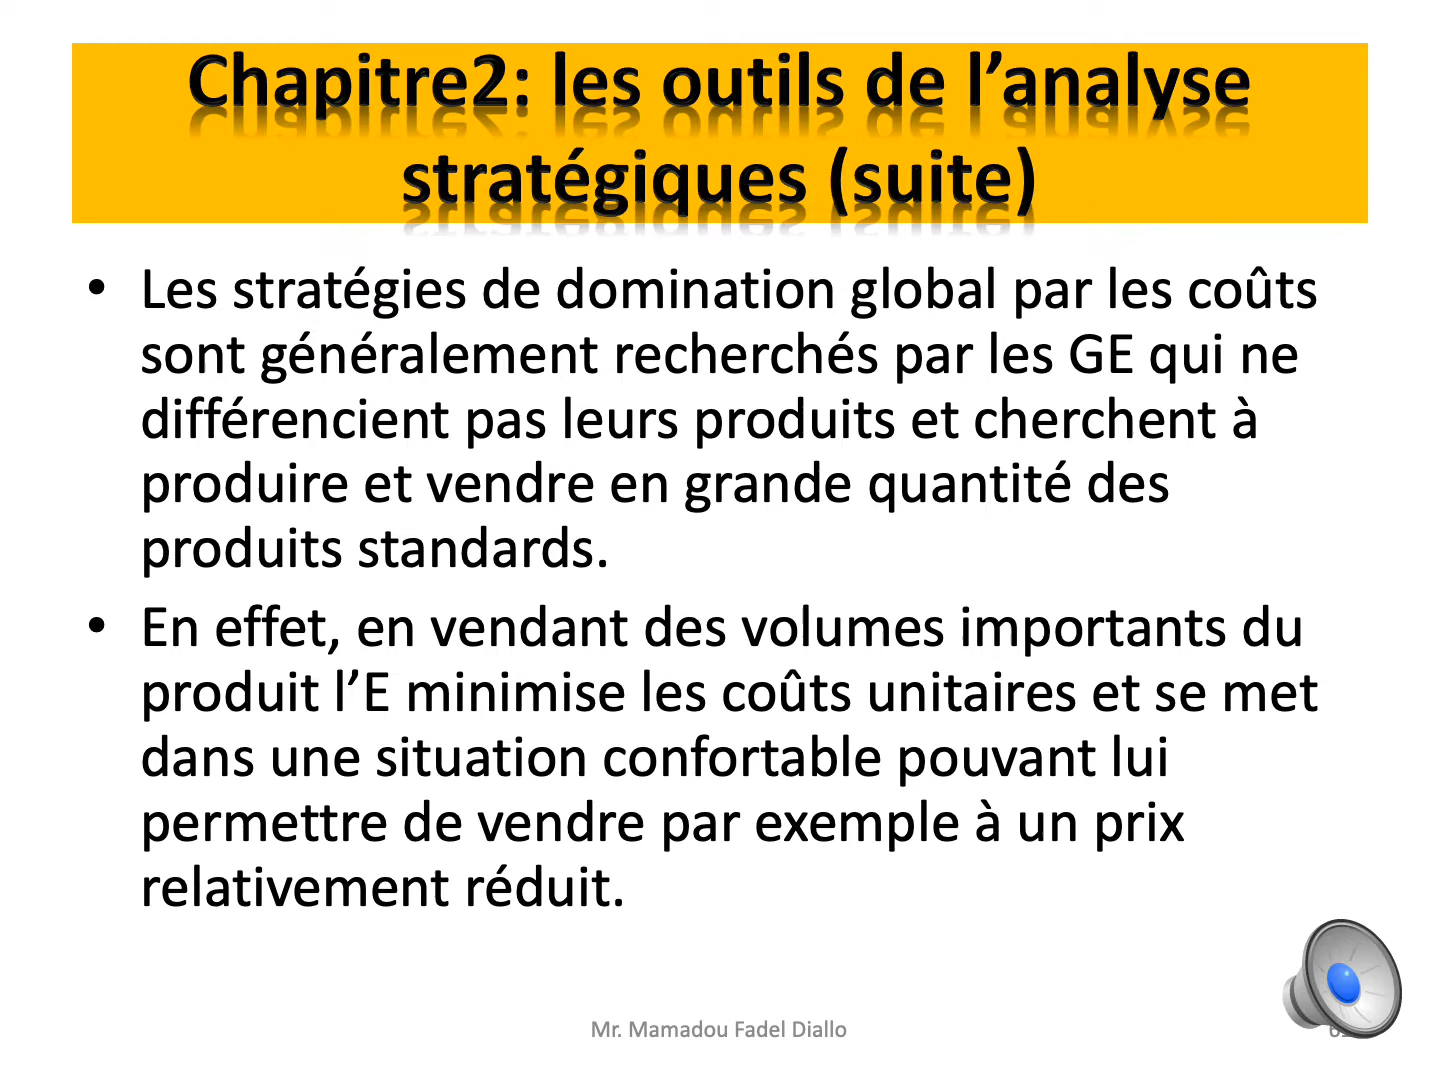 Chapitre2: les outils de l’analyse
stratégiques (suite)
• Les stratégies de domination global par les coûts
sont généralement recherchés par les GE qui ne
différencient pas leurs produits et cherchent à
produire et vendre en grande quantité des
produits standards.
• En effet, en vendant des volumes importants du
produit l’E minimise les coûts unitaires et se met
dans une situation confortable pouvant lui
permettre de vendre par exemple à un prix
relativement réduit.
Mr. Mamadou Fadel Diallo